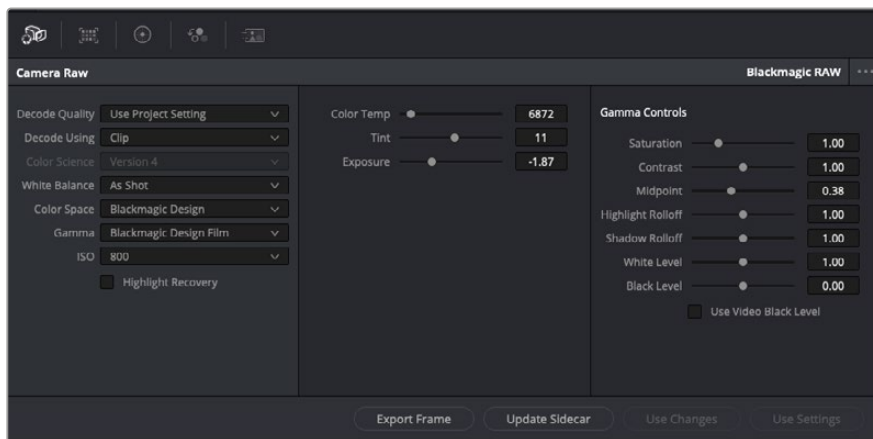 Camera Raw
Blackmagic RAW
Decode Quality Use Project Setting
Decode Using Clip
Color Science Version 4
White Balance As Shot
Color Space Blackmagic Design
Gamma Blackmagic Design Film
ISO 800
Highlight Recovery
Color Temp 6872
Tint 11
Exposure -1.87
Gamma Controls
Saturation 1.00
Contrast 1.00
Midpoint 0.38
Highlight Rolloff 1.00
Shadow Rolloff 1.00
White Level 1.00
Black Level 0.00
Use Video Black Level
Export Frame
Update Sidecar
Use Changes
Use Settings